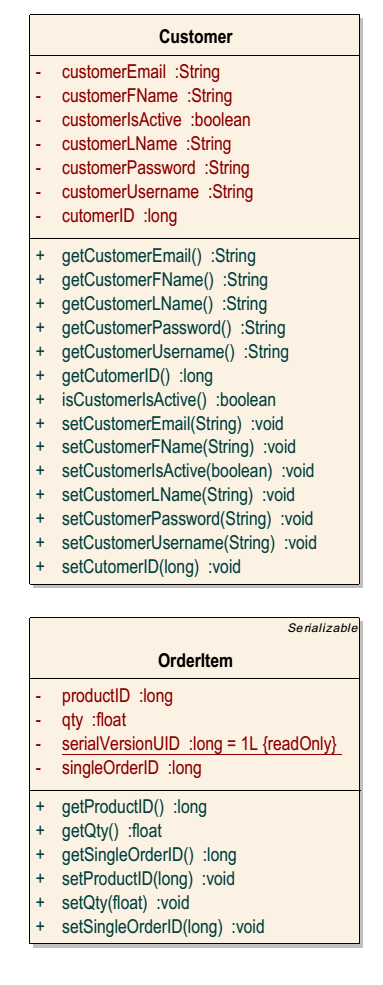 Customer
- customerEmail :String
- customerFName :String
- customerIsActive :boolean
- customerLName :String
- customerPassword :String
- customerUsername :String
- cutomerID :long
+ getCustomerEmail() :String
+ getCustomerFName() :String
+ getCustomerLName() :String
+ getCustomerPassword() :String
+ getCustomerUsername() :String
+ getCutomerID() :long
+ isCustomerIsActive() :boolean
+ setCustomerEmail(String) :void
+ setCustomerFName(String) :void
+ setCustomerIsActive(boolean) :void
+ setCustomerLName(String) :void
+ setCustomerPassword(String) :void
+ setCustomerUsername(String) :void
+ setCutomerID(long) :void
Serializable
OrderItem
- productID :long
- qty :float
- serialVersionUID :long = 1L {readOnly}
- singleOrderID :long
+ getProductID() :long
+ getQty() :float
+ getSingleOrderID() :long
+ setProductID(long) :void
+ setQty(float) :void
+ setSingleOrderID(long) :void